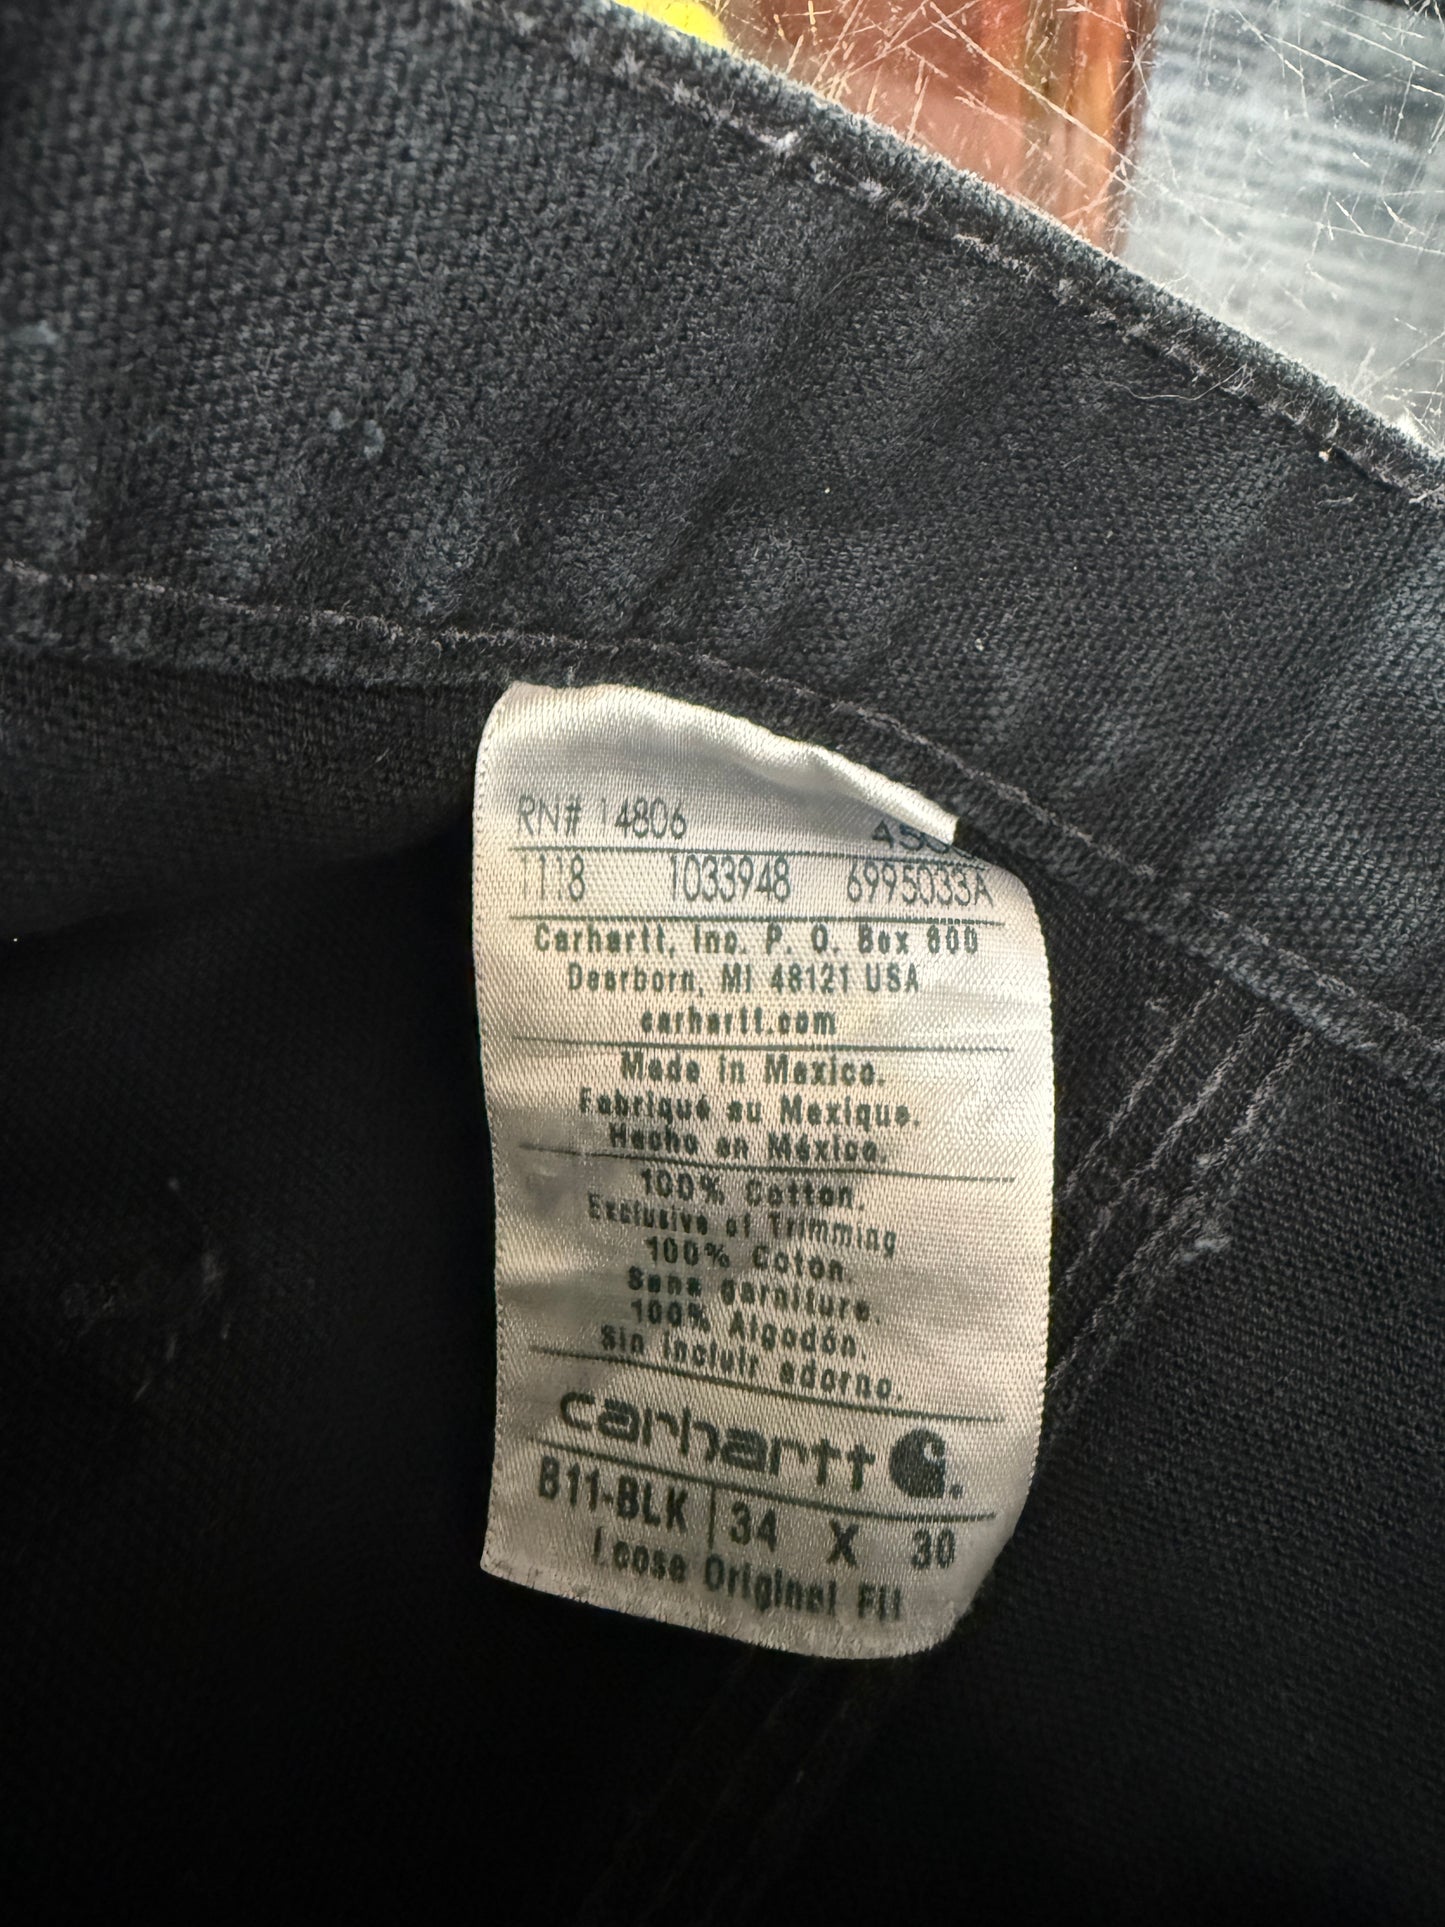 RN# 14806
1118 1033948 6995033A
Carhartt, Inc. P. O. Box 600
Dearborn, MI 48121 USA
carhartt.com
Made in Mexico.
Fabriqué au Mexique.
Hecho en México.
100% Cotton.
Exclusive of Trimming
100% Coton.
Sans garniture.
100% Algodón.
Sin incluir adorno.
carhartt
B11-BLK | 34 X 30
Loose Original Fit